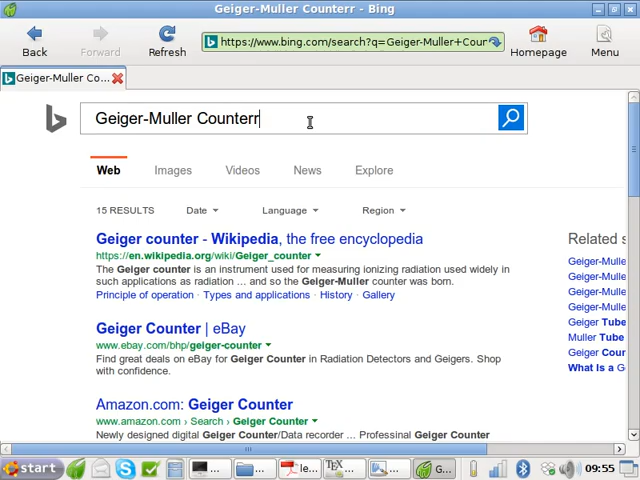 Geiger-Muller Counterr - Bing
Back
Forward
Refresh
https://www.bing.com/search?q=Geiger-Muller+Cour
Homepage
Menu
Geiger-Muller Co...
Geiger-Muller Counterr
Web
Images
Videos
News
Explore
15 RESULTS
Date
Language
Region
Geiger counter - Wikipedia, the free encyclopedia
https://en.wikipedia.org/wiki/Geiger_counter
The Geiger counter is an instrument used for measuring ionizing radiation used widely in
such applications as radiation ... and so the Geiger-Muller counter was born.
Principle of operation · Types and applications · History · Gallery
Geiger Counter | eBay
www.ebay.com/bhp/geiger-counter
Find great deals on eBay for Geiger Counter in Radiation Detectors and Geigers. Shop
with confidence.
Amazon.com: Geiger Counter
www.amazon.com › Search › Geiger Counter
Newly designed digital Geiger Counter/Data recorder ... Professinal Geiger Counter
Related s
Geiger-Mulle
Geiger-Mulle
Geiger-Mulle
Geiger-Mulle
Geiger Tube
Muller Tube
Geiger Cour
What Is a G
start
...
...
le...
TEX ...
...
G...
09:55